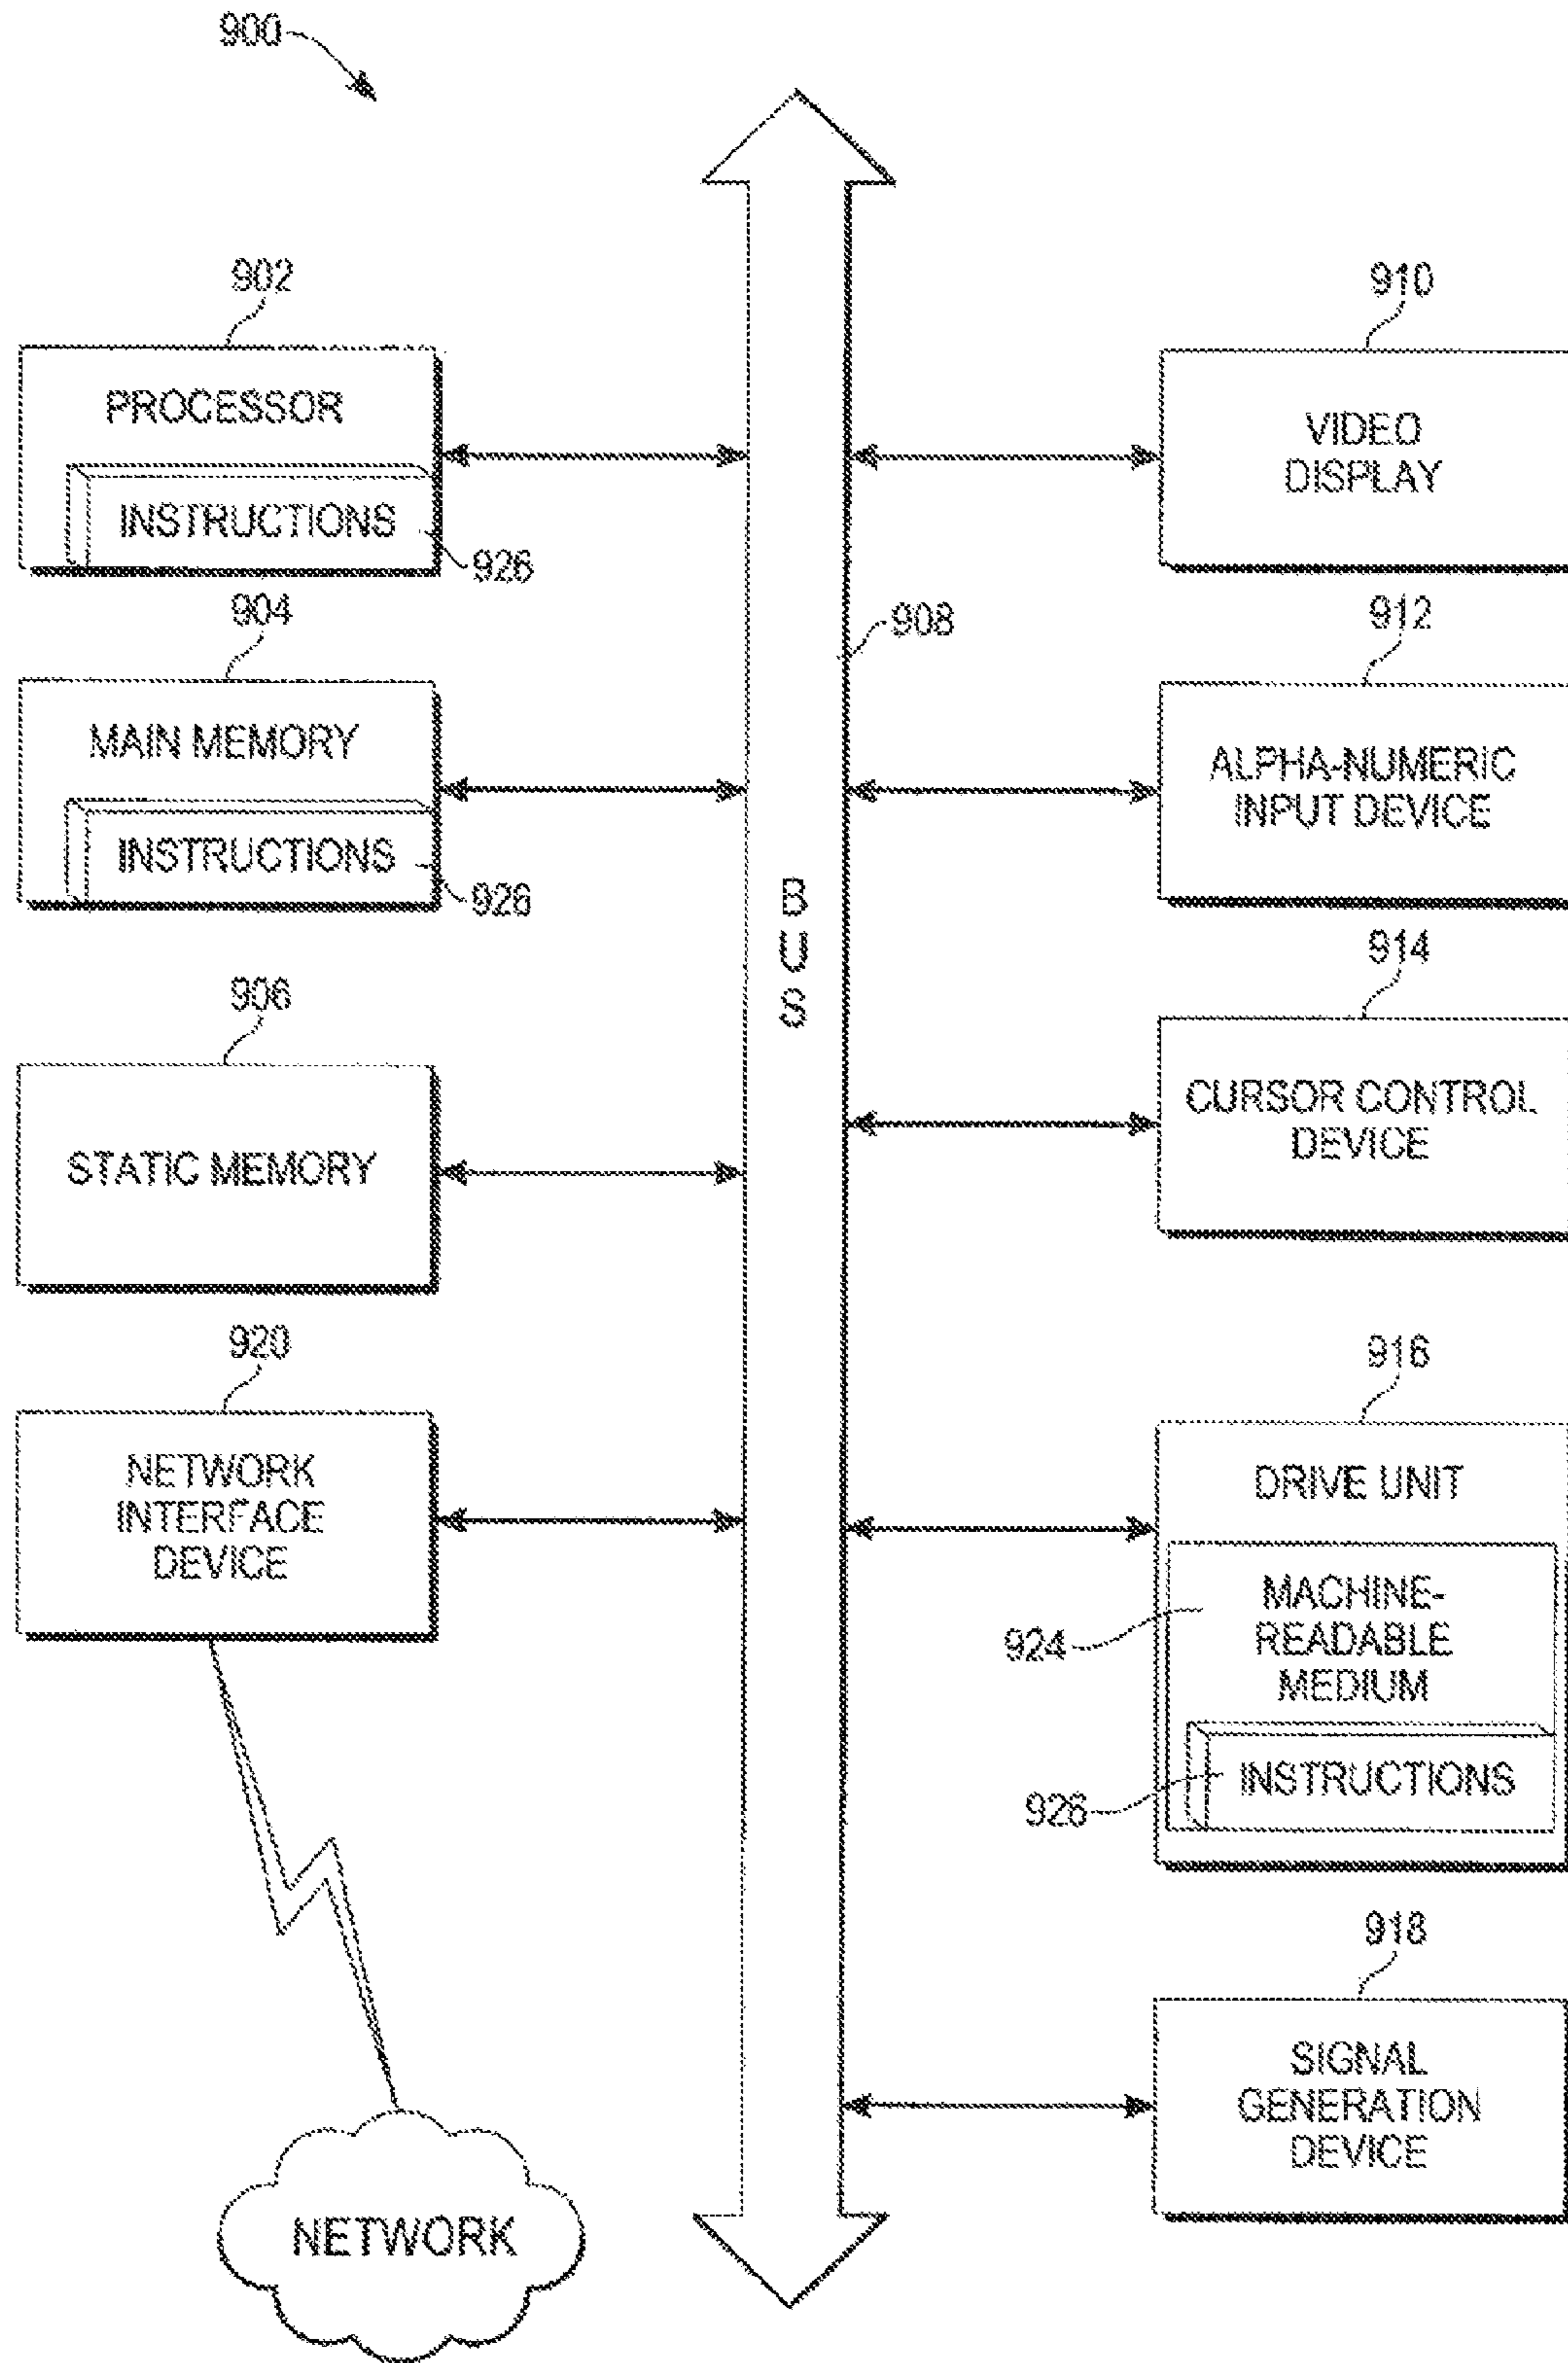 900
902
PROCESSOR
INSTRUCTIONS
926
904
MAIN MEMORY
INSTRUCTIONS
926
906
STATIC MEMORY
920
NETWORK
INTERFACE
DEVICE
NETWORK
BUS
908
910
VIDEO
DISPLAY
912
ALPHA-NUMERIC
INPUT DEVICE
914
CURSOR CONTROL
DEVICE
916
DRIVE UNIT
924
MACHINE-
READABLE
MEDIUM
926
INSTRUCTIONS
918
SIGNAL
GENERATION
DEVICE